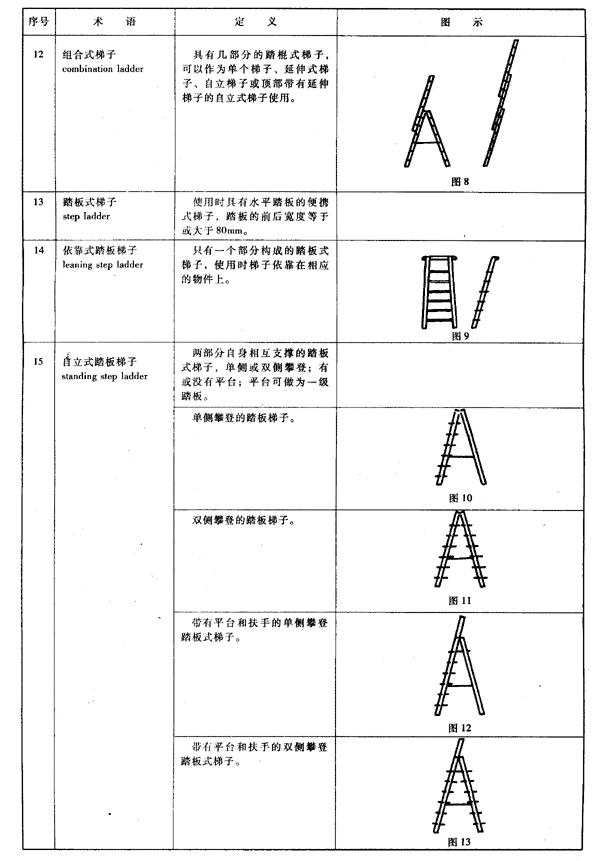 序号 术语 定义 图示
12 组合式梯子 具有几部分的踏棍式梯子,
combination ladder 可以作为单个梯子、延伸式梯
子、自立梯子或顶部带有延伸
梯子的自立式梯子使用。
图 8
13 踏板式梯子 使用时具有水平踏板的便携
step ladder 式梯子，踏板的前后宽度等于
或大于 80mm。
14 依靠式踏板梯子 只有一个部分构成的踏板式
leaning step ladder 梯子，使用时梯子依靠在相应
的物件上。
图 9
15 自立式踏板梯子 两部分自身相互支撑的踏板
standing step ladder 式梯子，单侧或双侧攀登；有
或没有平台；平台可做为一级
踏板。
单侧攀登的踏板梯子。
图 10
双侧攀登的踏板梯子。
图 11
带有平台和扶手的单侧攀登
踏板式梯子。
图 12
带有平台和扶手的双侧攀登
踏板式梯子。
图 13